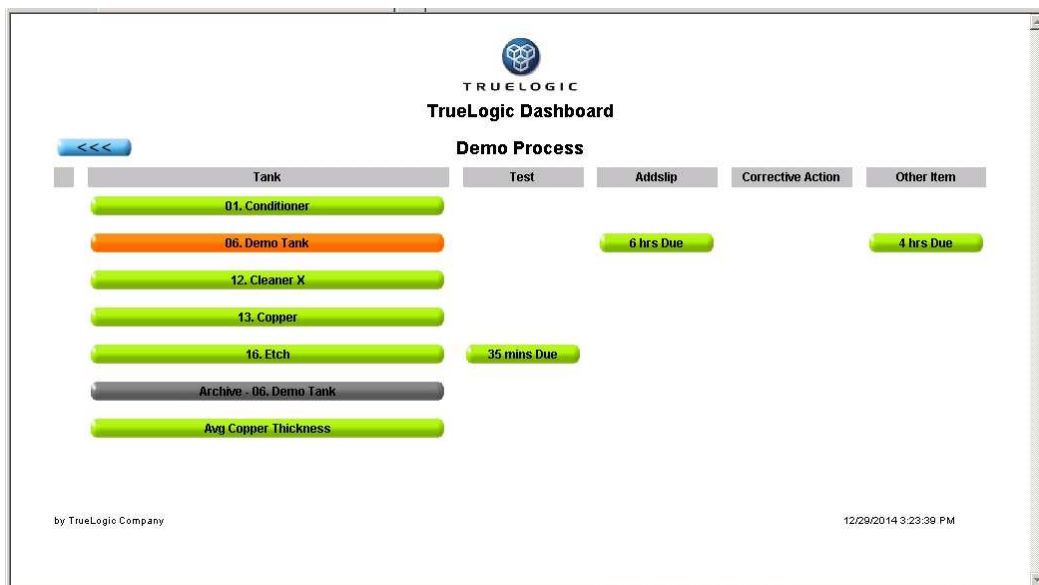 TRUELOGIC
TrueLogic Dashboard
<<<
Demo Process
Tank Test Addslip Corrective Action Other Item
01. Conditioner
06. Demo Tank 6 hrs Due 4 hrs Due
12. Cleaner X
13. Copper
16. Etch 35 mins Due
Archive - 06. Demo Tank
Avg Copper Thickness
by TrueLogic Company 12/29/2014 3:23:39 PM